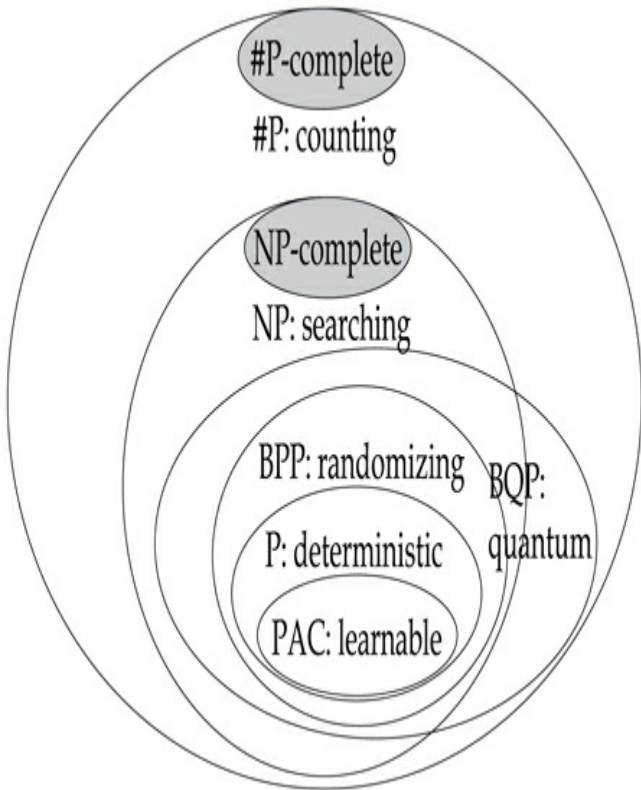 #P-complete
#P: counting
NP-complete
NP: searching
BPP: randomizing
BQP:
quantum
P: deterministic
PAC: learnable